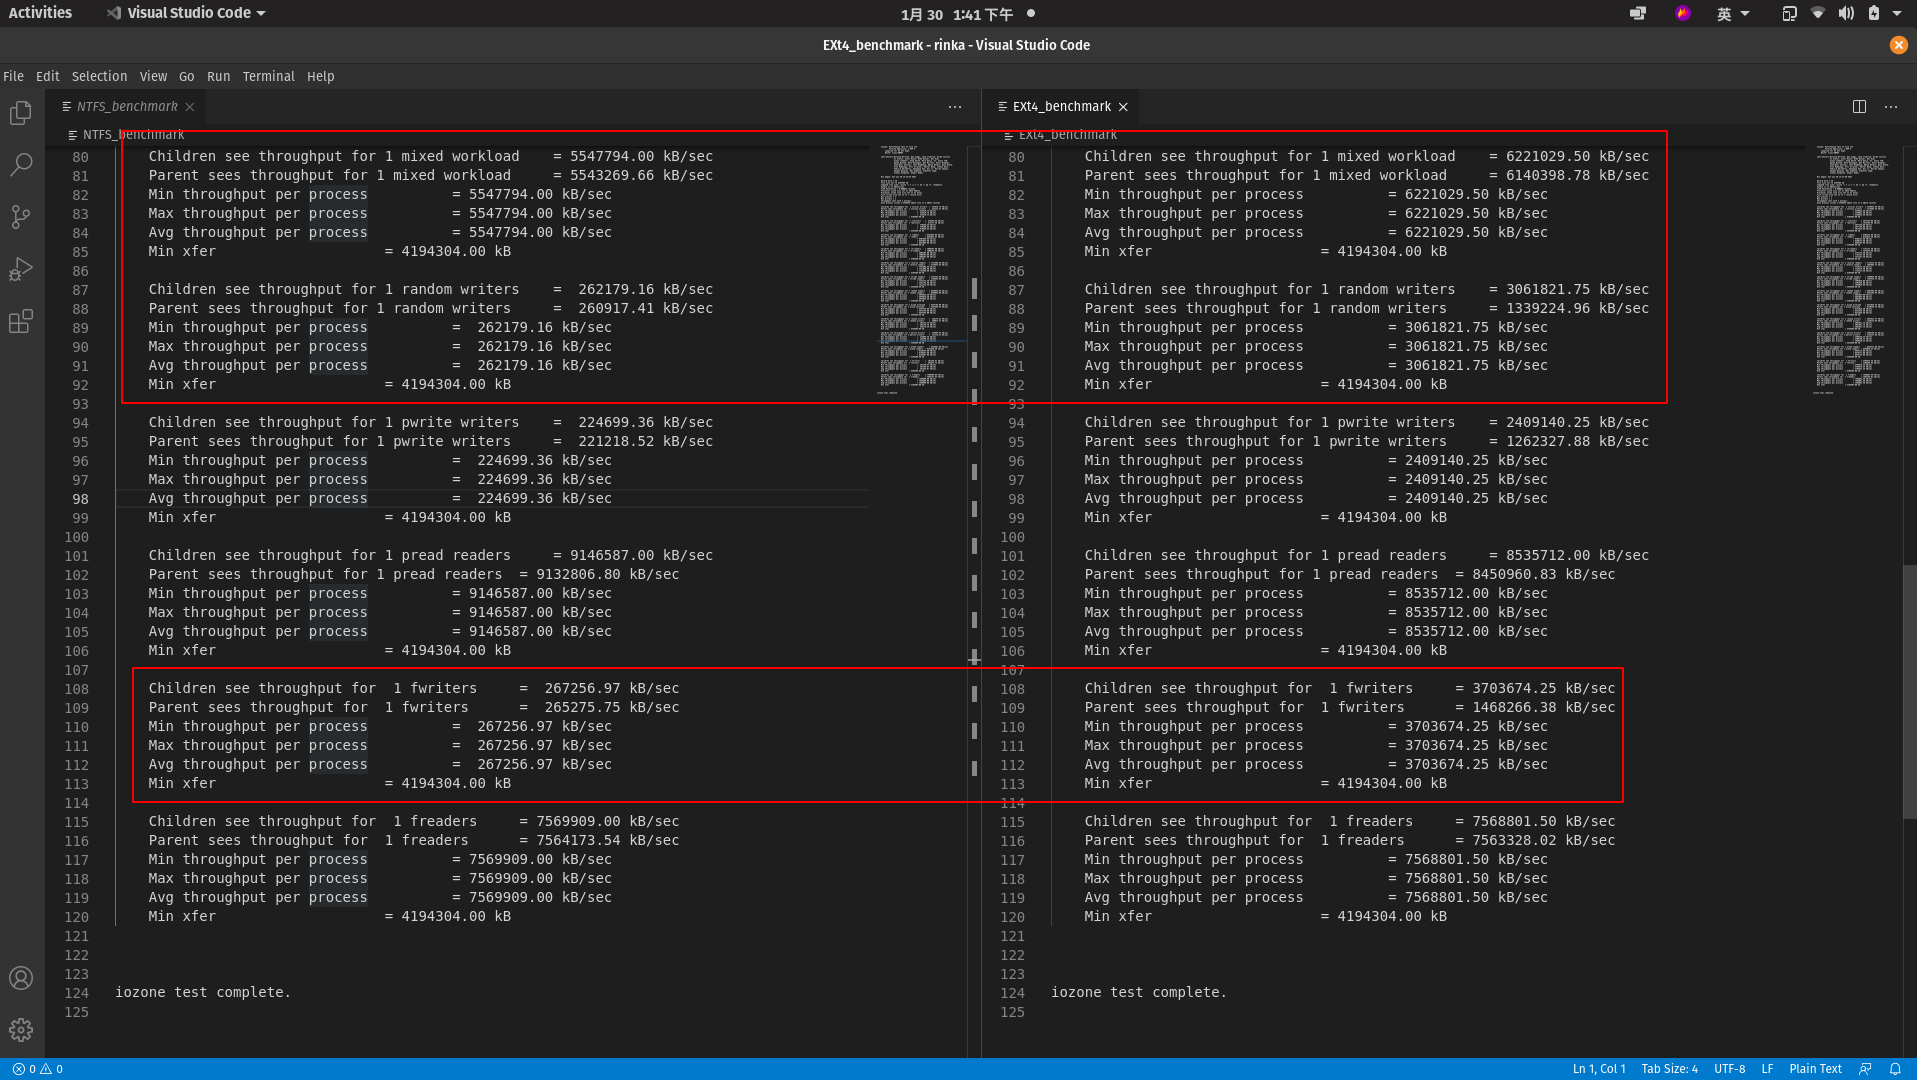 Activities Visual Studio Code 1月 30 1:41 下午 英
EXt4_benchmark - rinka - Visual Studio Code
File Edit Selection View Go Run Terminal Help
NTFS_benchmark
NTFS_benchmark
80 Children see throughput for 1 mixed workload = 5547794.00 kB/sec
81 Parent sees throughput for 1 mixed workload = 5543269.66 kB/sec
82 Min throughput per process = 5547794.00 kB/sec
83 Max throughput per process = 5547794.00 kB/sec
84 Avg throughput per process = 5547794.00 kB/sec
85 Min xfer = 4194304.00 kB
86
87 Children see throughput for 1 random writers = 262179.16 kB/sec
88 Parent sees throughput for 1 random writers = 260917.41 kB/sec
89 Min throughput per process = 262179.16 kB/sec
90 Max throughput per process = 262179.16 kB/sec
91 Avg throughput per process = 262179.16 kB/sec
92 Min xfer = 4194304.00 kB
93
94 Children see throughput for 1 pwrite writers = 224699.36 kB/sec
95 Parent sees throughput for 1 pwrite writers = 221218.52 kB/sec
96 Min throughput per process = 224699.36 kB/sec
97 Max throughput per process = 224699.36 kB/sec
98 Avg throughput per process = 224699.36 kB/sec
99 Min xfer = 4194304.00 kB
100
101 Children see throughput for 1 pread readers = 9146587.00 kB/sec
102 Parent sees throughput for 1 pread readers = 9132806.80 kB/sec
103 Min throughput per process = 9146587.00 kB/sec
104 Max throughput per process = 9146587.00 kB/sec
105 Avg throughput per process = 9146587.00 kB/sec
106 Min xfer = 4194304.00 kB
107
108 Children see throughput for 1 fwriters = 267256.97 kB/sec
109 Parent sees throughput for 1 fwriters = 265275.75 kB/sec
110 Min throughput per process = 267256.97 kB/sec
111 Max throughput per process = 267256.97 kB/sec
112 Avg throughput per process = 267256.97 kB/sec
113 Min xfer = 4194304.00 kB
114
115 Children see throughput for 1 freaders = 7569909.00 kB/sec
116 Parent sees throughput for 1 freaders = 7564173.54 kB/sec
117 Min throughput per process = 7569909.00 kB/sec
118 Max throughput per process = 7569909.00 kB/sec
119 Avg throughput per process = 7569909.00 kB/sec
120 Min xfer = 4194304.00 kB
121
122
123
124 iozone test complete.
125
EXt4_benchmark
EXt4_benchmark
80 Children see throughput for 1 mixed workload = 6221029.50 kB/sec
81 Parent sees throughput for 1 mixed workload = 6140398.78 kB/sec
82 Min throughput per process = 6221029.50 kB/sec
83 Max throughput per process = 6221029.50 kB/sec
84 Avg throughput per process = 6221029.50 kB/sec
85 Min xfer = 4194304.00 kB
86
87 Children see throughput for 1 random writers = 3061821.75 kB/sec
88 Parent sees throughput for 1 random writers = 1339224.96 kB/sec
89 Min throughput per process = 3061821.75 kB/sec
90 Max throughput per process = 3061821.75 kB/sec
91 Avg throughput per process = 3061821.75 kB/sec
92 Min xfer = 4194304.00 kB
93
94 Children see throughput for 1 pwrite writers = 2409140.25 kB/sec
95 Parent sees throughput for 1 pwrite writers = 1262327.88 kB/sec
96 Min throughput per process = 2409140.25 kB/sec
97 Max throughput per process = 2409140.25 kB/sec
98 Avg throughput per process = 2409140.25 kB/sec
99 Min xfer = 4194304.00 kB
100
101 Children see throughput for 1 pread readers = 8535712.00 kB/sec
102 Parent sees throughput for 1 pread readers = 8450960.83 kB/sec
103 Min throughput per process = 8535712.00 kB/sec
104 Max throughput per process = 8535712.00 kB/sec
105 Avg throughput per process = 8535712.00 kB/sec
106 Min xfer = 4194304.00 kB
107
108 Children see throughput for 1 fwriters = 3703674.25 kB/sec
109 Parent sees throughput for 1 fwriters = 1468266.38 kB/sec
110 Min throughput per process = 3703674.25 kB/sec
111 Max throughput per process = 3703674.25 kB/sec
112 Avg throughput per process = 3703674.25 kB/sec
113 Min xfer = 4194304.00 kB
114
115 Children see throughput for 1 freaders = 7568801.50 kB/sec
116 Parent sees throughput for 1 freaders = 7563328.02 kB/sec
117 Min throughput per process = 7568801.50 kB/sec
118 Max throughput per process = 7568801.50 kB/sec
119 Avg throughput per process = 7568801.50 kB/sec
120 Min xfer = 4194304.00 kB
121
122
123
124 iozone test complete.
125
0 0 Ln 1, Col 1 Tab Size: 4 UTF-8 LF Plain Text